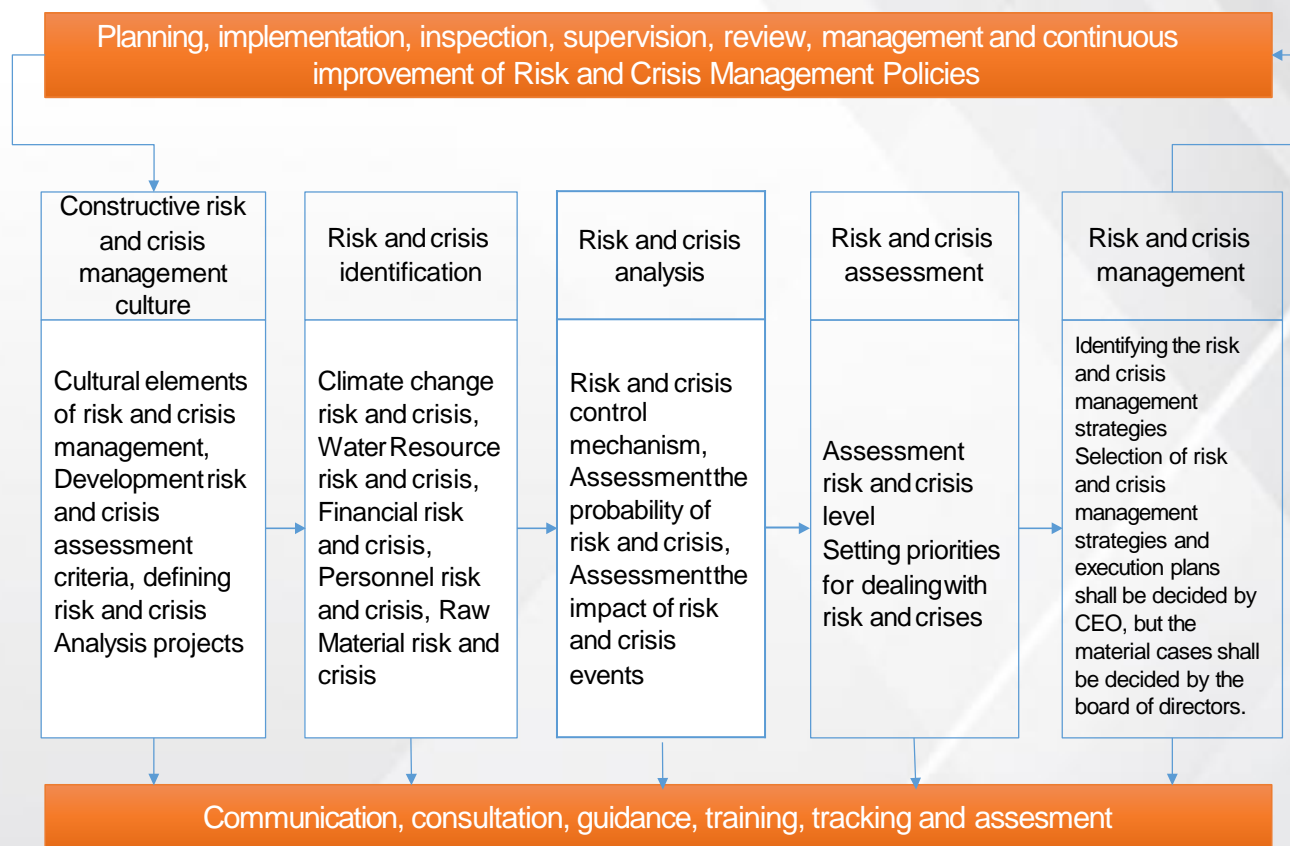 Planning, implementation, inspection, supervision, review, management and continuous
improvement of Risk and Crisis Management Policies
Constructive risk
and crisis
management
culture
Risk and crisis
identification
Risk and crisis
analysis
Risk and crisis
assessment
Risk and crisis
management
Cultural elements
of risk and crisis
management,
Development risk
and crisis
assessment
criteria, defining
risk and crisis
Analysis projects
Climate change
risk and crisis,
Water Resource
risk and crisis,
Financial risk
and crisis,
Personnel risk
and crisis, Raw
Material risk and
crisis
Risk and crisis
control
mechanism,
Assessment the
probability of
risk and crisis,
Assessment the
impact of risk
and crisis
events
Assessment
risk and crisis
level
Setting priorities
for dealing with
risk and crises
Identifying the risk
and crisis
management
strategies
Selection of risk
and crisis
management
strategies and
execution plans
shall be decided by
CEO, but the
material cases shall
be decided by the
board of directors.
Communication, consultation, guidance, training, tracking and assesment